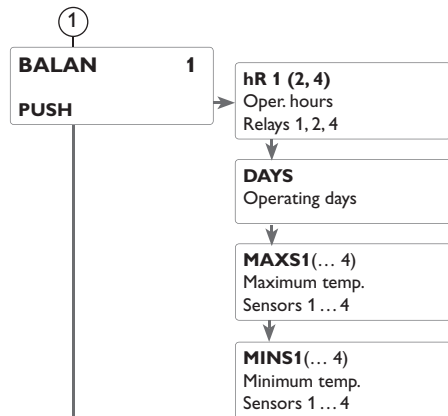 1
BALAN 1
PUSH
hR 1 (2, 4)
Oper. hours
Relays 1, 2, 4
DAYS
Operating days
MAXS1(… 4)
Maximum temp.
Sensors 1 … 4
MINS1(… 4)
Minimum temp.
Sensors 1 … 4